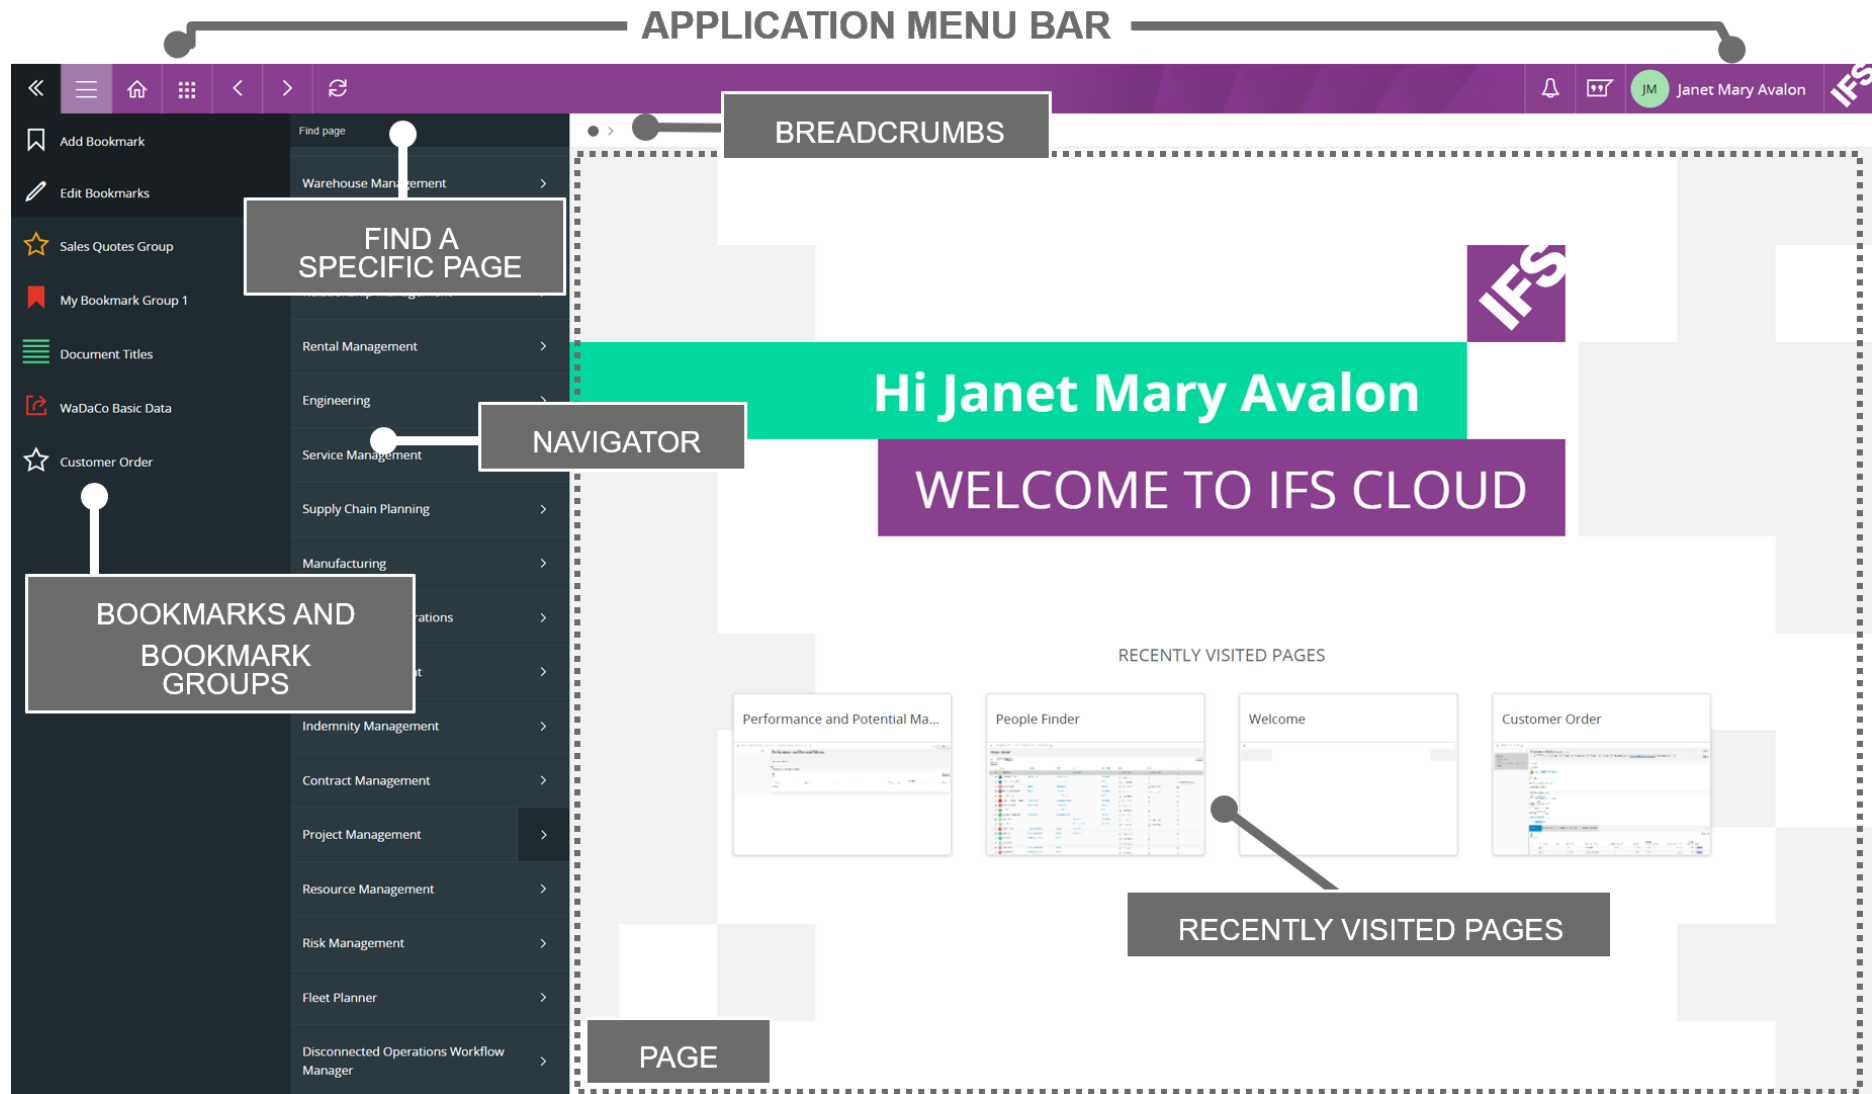 APPLICATION MENU BAR
JM
Janet Mary Avalon
IFS
Add Bookmark
Edit Bookmarks
Sales Quotes Group
My Bookmark Group 1
Document Titles
WaDaCo Basic Data
Customer Order
BOOKMARKS AND
BOOKMARK
GROUPS
Find page
Warehouse Management
FIND A
SPECIFIC PAGE
Rental Management
Engineering
NAVIGATOR
Service Management
Supply Chain Planning
Manufacturing
Indemnity Management
Contract Management
Project Management
Resource Management
Risk Management
Fleet Planner
Disconnected Operations Workflow
Manager
BREADCRUMBS
IFS
Hi Janet Mary Avalon
WELCOME TO IFS CLOUD
RECENTLY VISITED PAGES
Performance and Potential Ma...
People Finder
Welcome
Customer Order
RECENTLY VISITED PAGES
PAGE